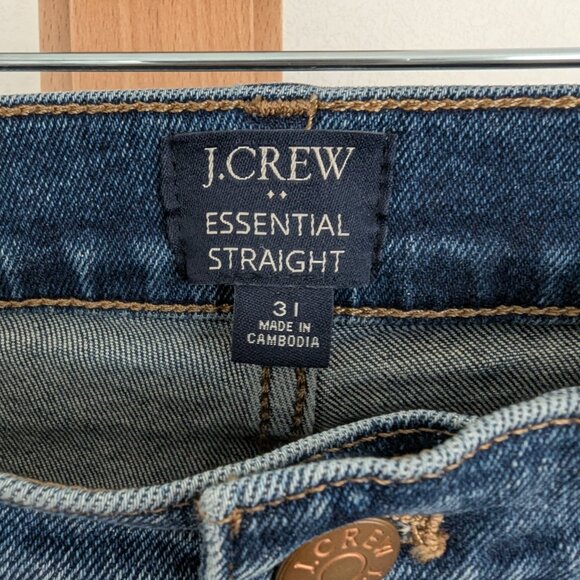 J.CREW
ESSENTIAL
STRAIGHT
31
MADE IN
CAMBODIA
J.CREW